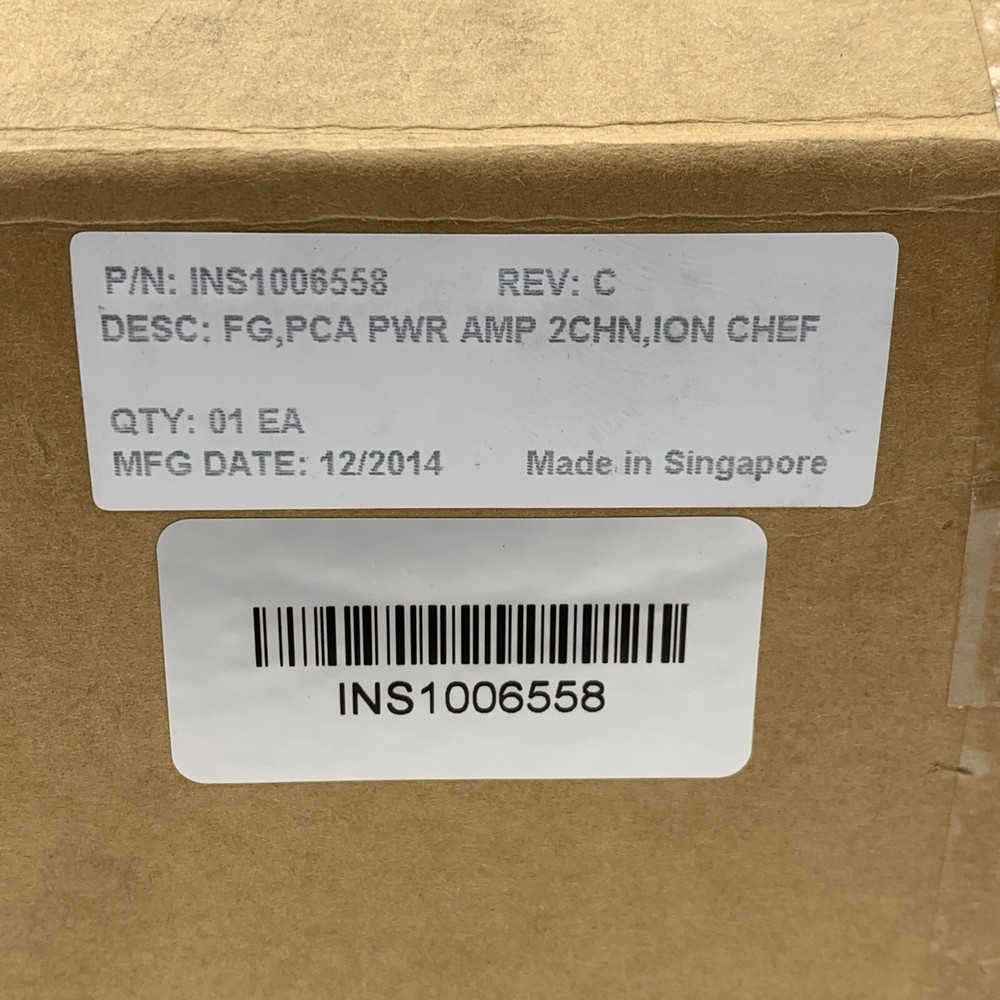 P/N: INS1006558 REV: C
DESC: FG,PCA PWR AMP 2CHN,ION CHEF
QTY: 01 EA
MFG DATE: 12/2014 Made in Singapore
INS1006558